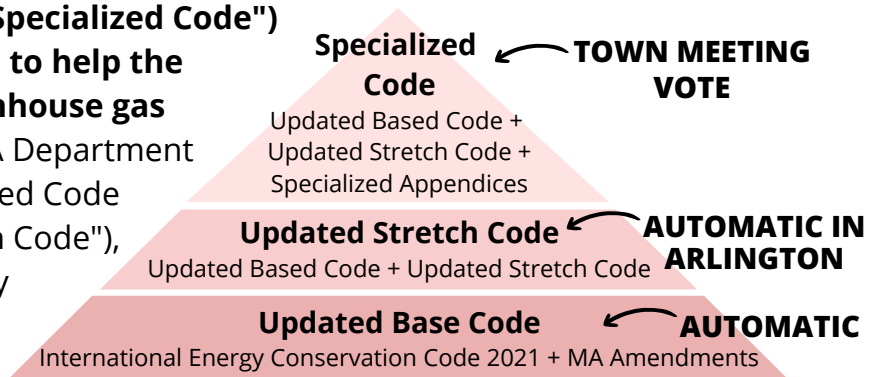 Specialized Code")
to help the
nhouse gas
Department
ed Code
n Code"),
y
Specialized
Code
Updated Based Code +
Updated Stretch Code +
Specialized Appendices
TOWN MEETING
VOTE
Updated Stretch Code
Updated Based Code + Updated Stretch Code
AUTOMATIC IN
ARLINGTON
Updated Base Code
International Energy Conservation Code 2021 + MA Amendments
AUTOMATIC